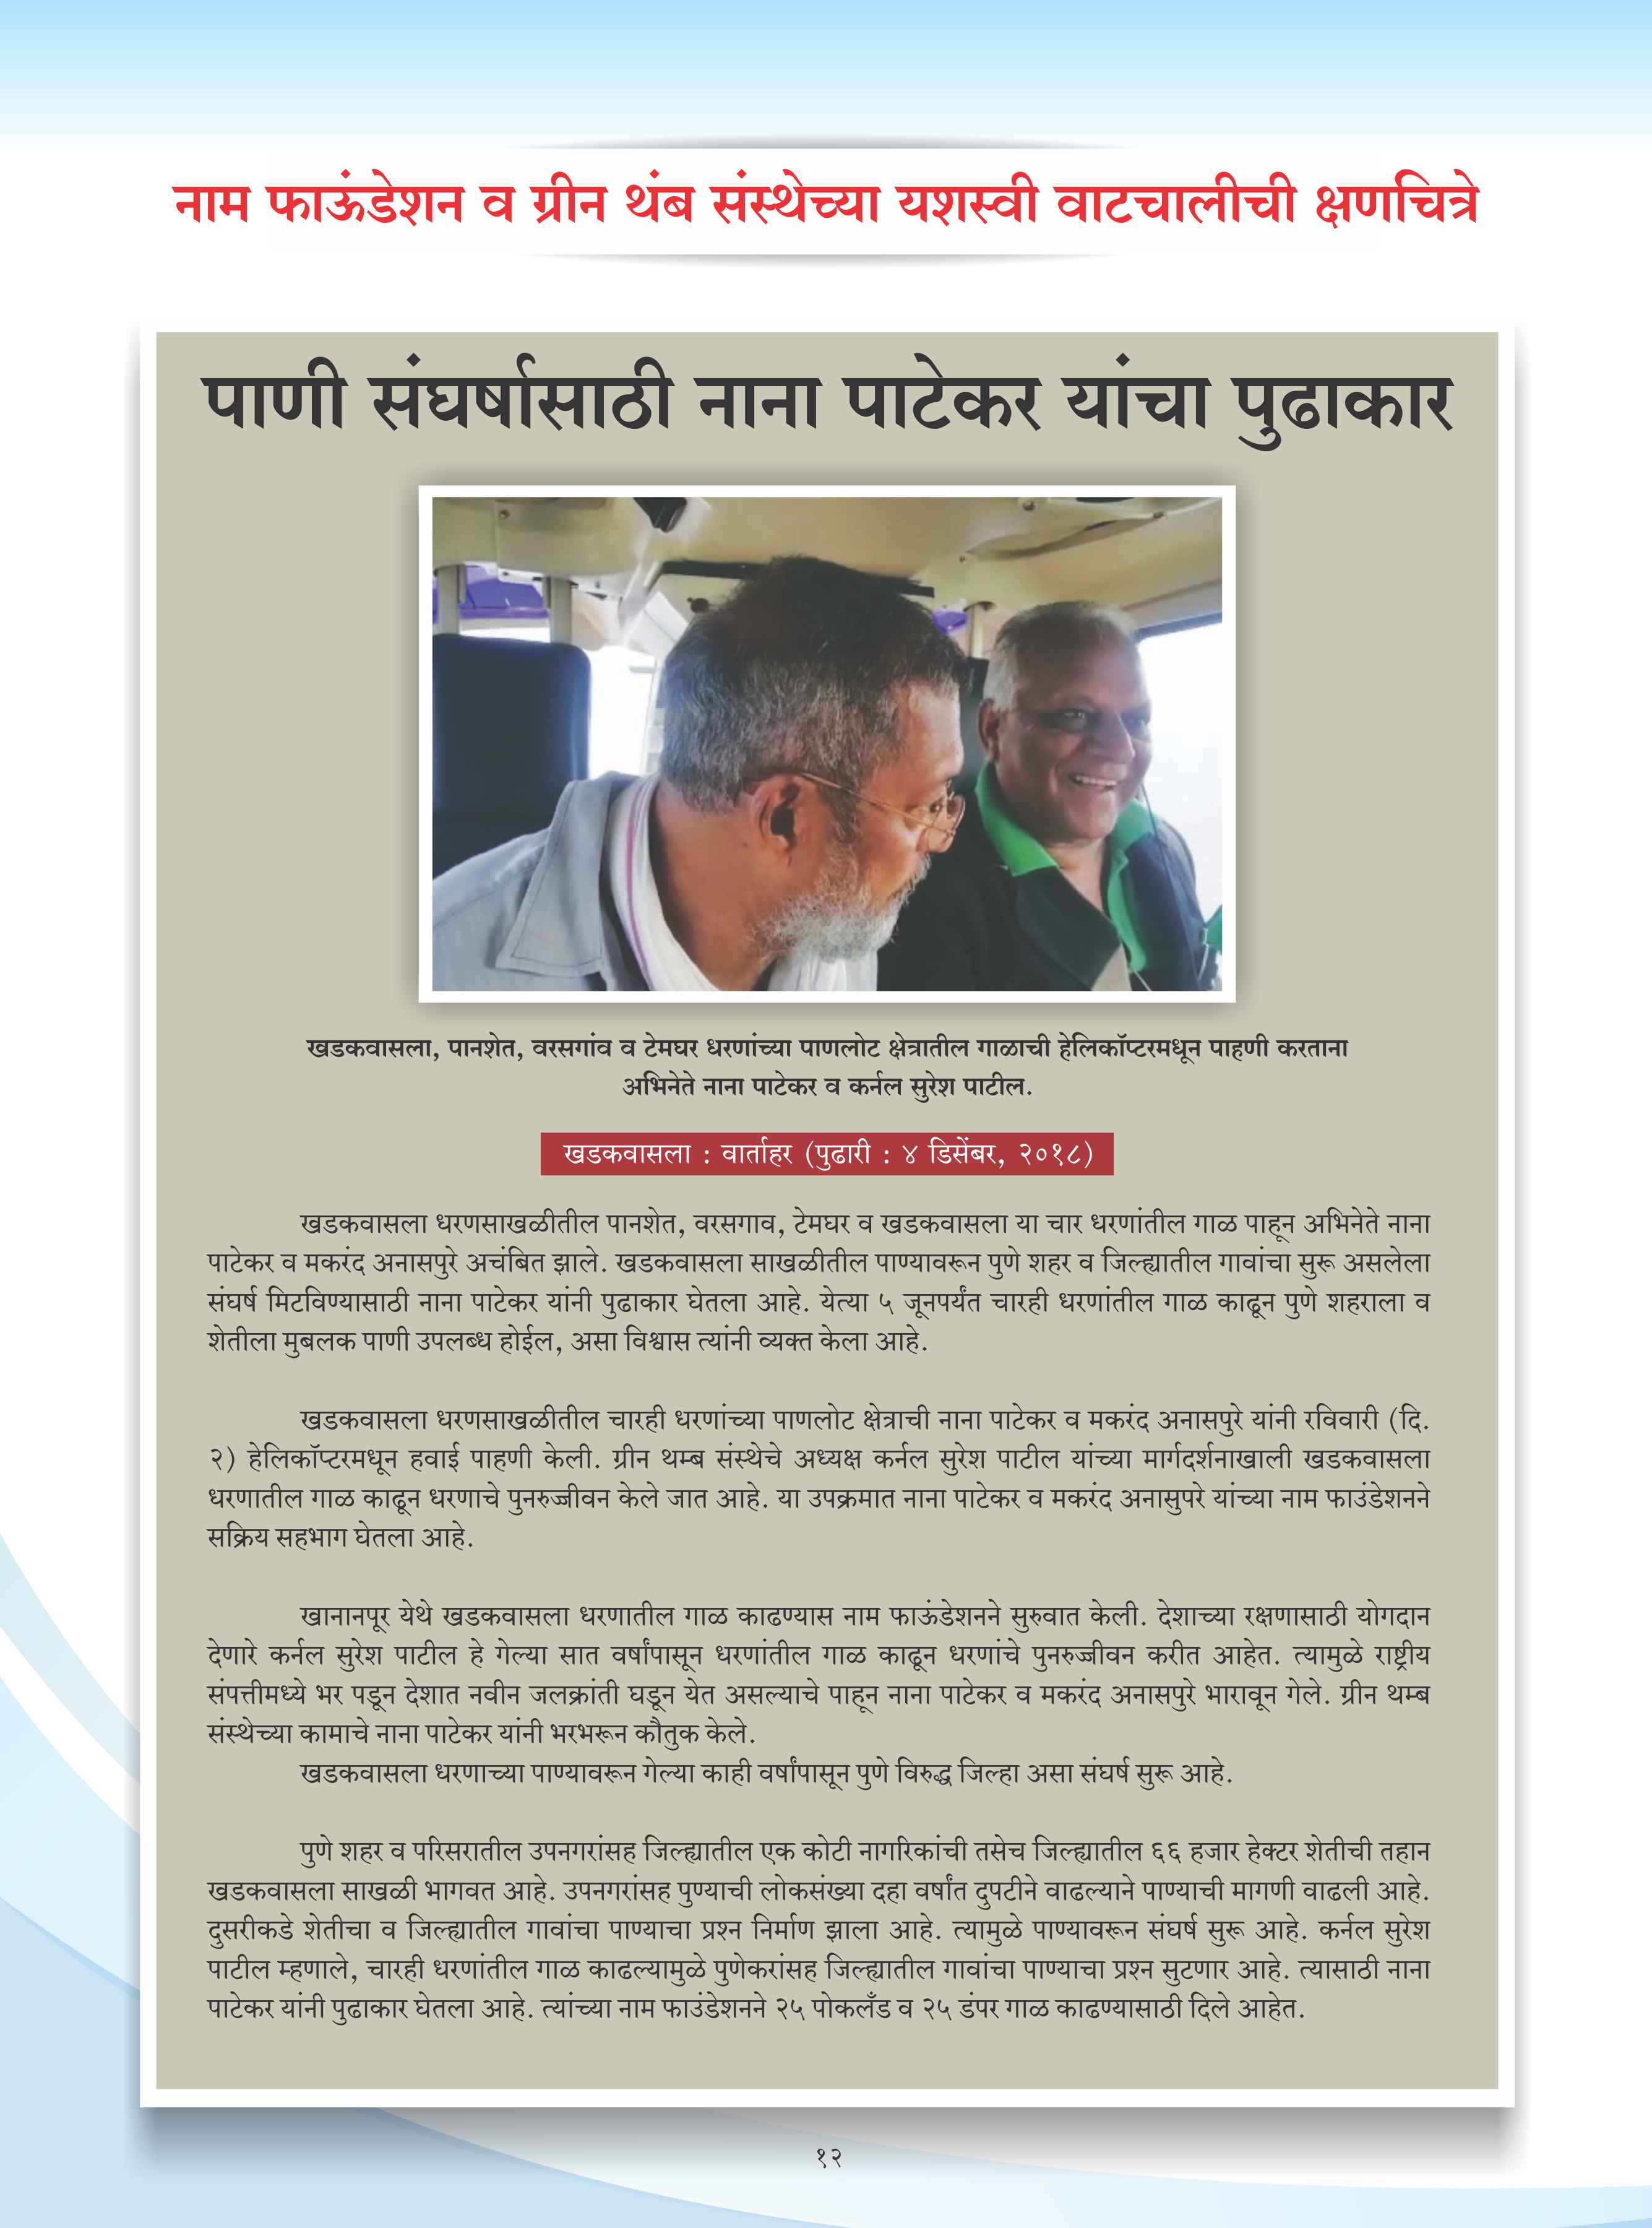 नाम फाऊंडेशन व ग्रीन थंब संस्थेच्या यशस्वी वाटचालीची क्षणचित्रे
पाणी संघर्षासाठी नाना पाटेकर यांचा पुढाकार
खडकवासला, पानशेत, वरसगांव व टेमघर धरणांच्या पाणलोट क्षेत्रातील गाळाची हेलिकॉप्टरमधून पाहणी करताना
अभिनेते नाना पाटेकर व कर्नल सुरेश पाटील.
खडकवासला : वार्ताहर (पुढारी : ४ डिसेंबर, २०१८)
खडकवासला धरणसाखळीतील पानशेत, वरसगाव, टेमघर व खडकवासला या चार धरणांतील गाळ पाहून अभिनेते नाना
पाटेकर व मकरंद अनासपुरे अचंबित झाले. खडकवासला साखळीतील पाण्यावरून पुणे शहर व जिल्ह्यातील गावांचा सुरू असलेला
संघर्ष मिटविण्यासाठी नाना पाटेकर यांनी पुढाकार घेतला आहे. येत्या ५ जूनपर्यंत चारही धरणांतील गाळ काढून पुणे शहराला व
शेतीला मुबलक पाणी उपलब्ध होईल, असा विश्वास त्यांनी व्यक्त केला आहे.
खडकवासला धरणसाखळीतील चारही धरणांच्या पाणलोट क्षेत्राची नाना पाटेकर व मकरंद अनासपुरे यांनी रविवारी (दि.
२) हेलिकॉप्टरमधून हवाई पाहणी केली. ग्रीन थम्ब संस्थेचे अध्यक्ष कर्नल सुरेश पाटील यांच्या मार्गदर्शनाखाली खडकवासला
धरणातील गाळ काढून धरणाचे पुनरुज्जीवन केले जात आहे. या उपक्रमात नाना पाटेकर व मकरंद अनासुपरे यांच्या नाम फाउंडेशनने
सक्रिय सहभाग घेतला आहे.
खानानपूर येथे खडकवासला धरणातील गाळ काढण्यास नाम फाऊंडेशनने सुरुवात केली. देशाच्या रक्षणासाठी योगदान
देणारे कर्नल सुरेश पाटील हे गेल्या सात वर्षांपासून धरणांतील गाळ काढून धरणांचे पुनरुज्जीवन करीत आहेत. त्यामुळे राष्ट्रीय
संपत्तीमध्ये भर पडून देशात नवीन जलक्रांती घडून येत असल्याचे पाहून नाना पाटेकर व मकरंद अनासपुरे भारावून गेले. ग्रीन थम्ब
संस्थेच्या कामाचे नाना पाटेकर यांनी भरभरून कौतुक केले.
खडकवासला धरणाच्या पाण्यावरून गेल्या काही वर्षांपासून पुणे विरुद्ध जिल्हा असा संघर्ष सुरू आहे.
पुणे शहर व परिसरातील उपनगरांसह जिल्ह्यातील एक कोटी नागरिकांची तसेच जिल्ह्यातील ६६ हजार हेक्टर शेतीची तहान
खडकवासला साखळी भागवत आहे. उपनगरांसह पुण्याची लोकसंख्या दहा वर्षांत दुपटीने वाढल्याने पाण्याची मागणी वाढली आहे.
दुसरीकडे शेतीचा व जिल्ह्यातील गावांचा पाण्याचा प्रश्न निर्माण झाला आहे. त्यामुळे पाण्यावरून संघर्ष सुरू आहे. कर्नल सुरेश
पाटील म्हणाले, चारही धरणांतील गाळ काढल्यामुळे पुणेकरांसह जिल्ह्यातील गावांचा पाण्याचा प्रश्न सुटणार आहे. त्यासाठी नाना
पाटेकर यांनी पुढाकार घेतला आहे. त्यांच्या नाम फाउंडेशनने २५ पोकलँड व २५ डंपर गाळ काढण्यासाठी दिले आहेत.
१२